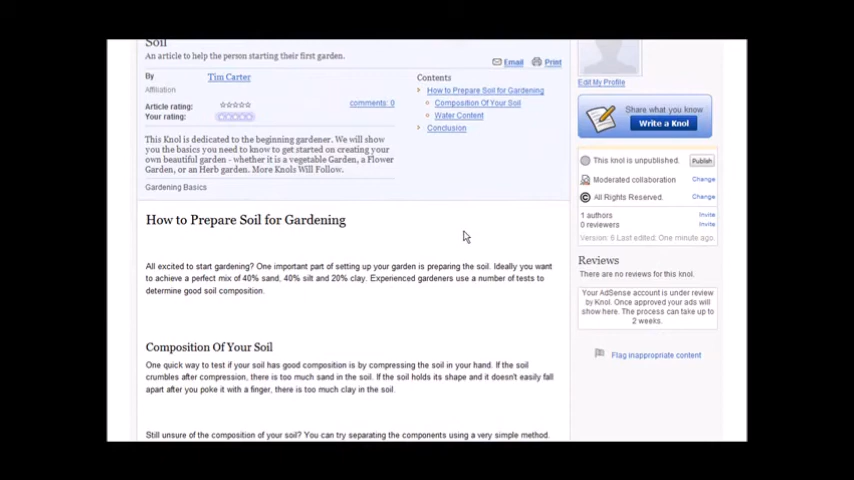 Soil
An article to help the person starting their first garden.
Email Print
By Tim Carter
Affiliation
Article rating:
Your rating:
comments: 0
This Knol is dedicated to the beginning gardener. We will show
you the basics you need to know to get started on creating your
own beautiful garden - whether it is a vegetable Garden, a Flower
Garden, or an Herb garden. More Knols Will Follow.
Gardening Basics
Contents
How to Prepare Soil for Gardening
Composition Of Your Soil
Water Content
Conclusion
How to Prepare Soil for Gardening
All excited to start gardening? One important part of setting up your garden is preparing the soil. Ideally you want
to achieve a perfect mix of 40% sand, 40% silt and 20% clay. Experienced gardeners use a number of tests to
determine good soil composition.
Composition Of Your Soil
One quick way to test if your soil has good composition is by compressing the soil in your hand. If the soil
crumbles after compression, there is too much sand in the soil. If the soil holds its shape and it doesn't easily fall
apart after you poke it with a finger, there is too much clay in the soil.
Still unsure of the composition of your soil? You can try separating the components using a very simple method.
Edit My Profile
Share what you know
Write a Knol
This knol is unpublished. Publish
Moderated collaboration Change
All Rights Reserved. Change
1 authors Invite
0 reviewers Invite
Version: 6 Last edited: One minute ago.
Reviews
There are no reviews for this knol.
Your AdSense account is under review
by Knol. Once approved your ads will
show here. The process can take up to
2 weeks.
Flag inappropriate content